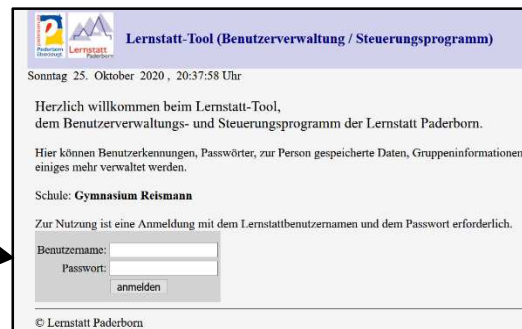 Paderborn
überzeugt.
Lernstatt
Paderborn
Lernstatt-Tool (Benutzerverwaltung / Steuerungsprogramm)
Sonntag 25. Oktober 2020 , 20:37:58 Uhr
Herzlich willkommen beim Lernstatt-Tool,
dem Benutzerverwaltungs- und Steuerungsprogramm der Lernstatt Paderborn.
Hier können Benutzerkennungen, Passwörter, zur Person gespeicherte Daten, Gruppeninformationen
einiges mehr verwaltet werden.
Schule: Gymnasium Reismann
Zur Nutzung ist eine Anmeldung mit dem Lernstattbenutzernamen und dem Passwort erforderlich.
Benutzername:
Passwort:
anmelden
© Lernstatt Paderborn